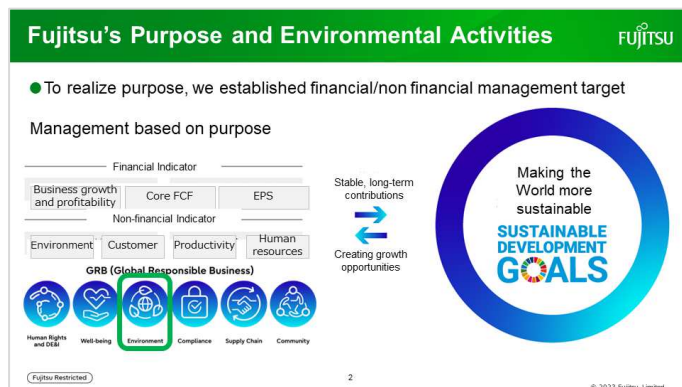 Fujitsu's Purpose and Environmental Activities
FUJITSU
To realize purpose, we established financial/non financial management target
Management based on purpose
Financial Indicator
Business growth
and profitability
Core FCF
EPS
Non-financial Indicator
Environment
Customer
Productivity
Human
resources
GRB (Global Responsible Business)
Human Rights
and DE&I
Well-being
Environment
Compliance
Supply Chain
Community
Stable, long-term
contributions
Creating growth
opportunities
Making the
World more
sustainable
SUSTAINABLE
DEVELOPMENT
GOALS
Fujitsu Restricted
2
© 2023 Fujitsu Limited